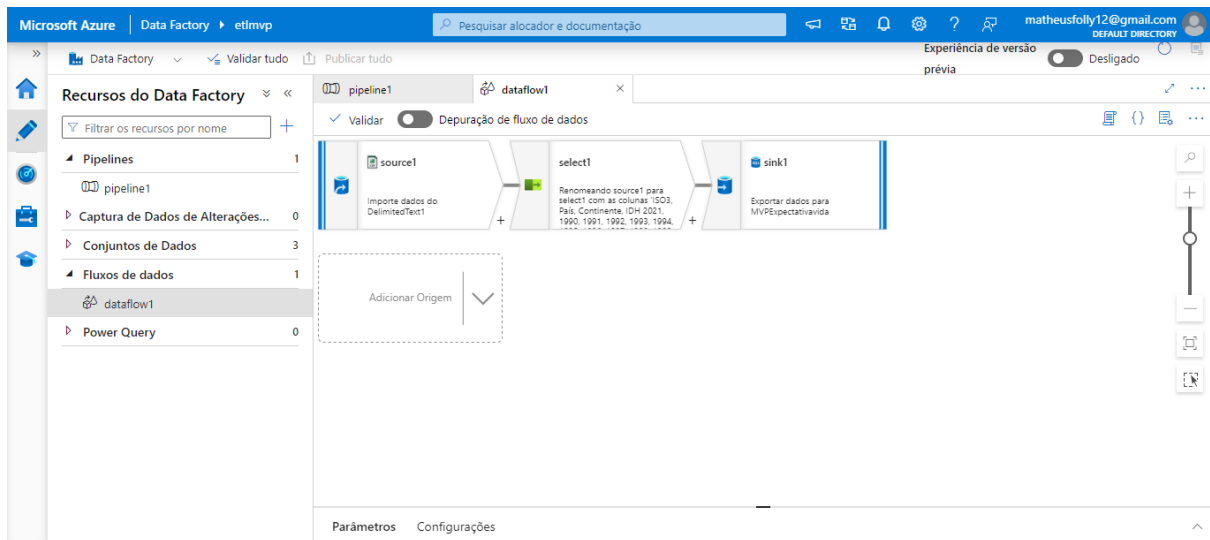 Microsoft Azure Data Factory etlmvp Pesquisar alocador e documentação matheusfolly12@gmail.com
DEFAULT DIRECTORY
Data Factory Validar tudo Publicar tudo Experiência de versão prévia Desligado
Recursos do Data Factory
Filtrar os recursos por nome
Pipelines 1
pipeline1
Captura de Dados de Alterações... 0
Conjuntos de Dados 3
Fluxos de dados 1
dataflow1
Power Query 0
pipeline1 dataflow1
Validar Depuração de fluxo de dados
source1
Importe dados do
DelimitedText1
select1
Renomeando source1 para
select1 com as colunas 'ISO3,
País, Continente, IDH 2021,
1990, 1991, 1992, 1993, 1994,
sink1
Exportar dados para
MVPExpectativavida
Adicionar Origem
Parâmetros Configurações